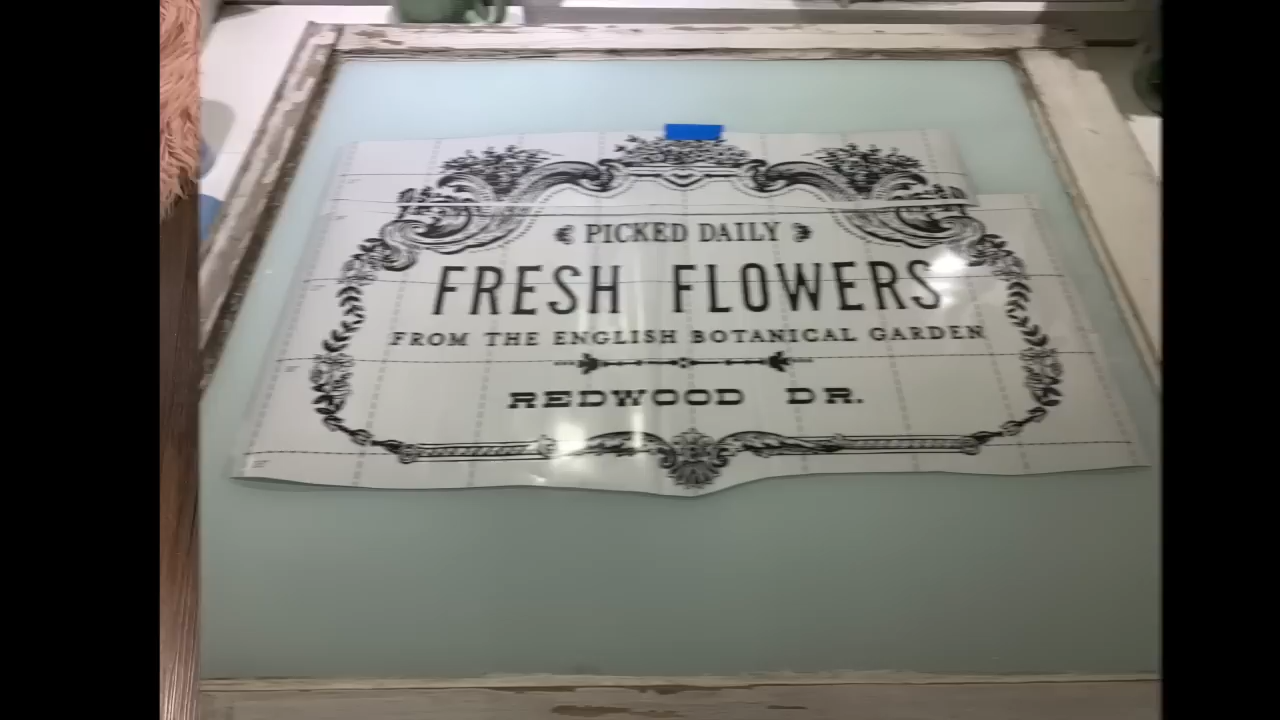 PICKED DAILY
FRESH FLOWERS
FROM THE ENGLISH BOTANICAL GARDEN
REDWOOD DR.